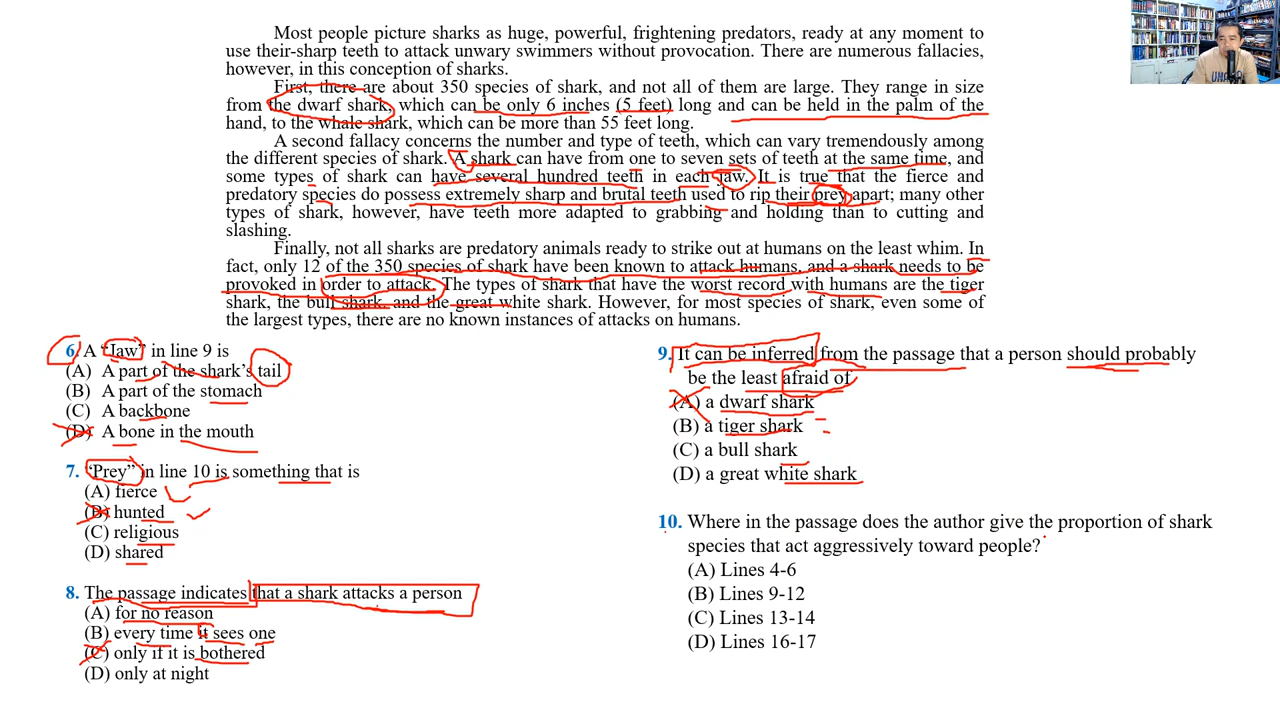 Most people picture sharks as huge, powerful, frightening predators, ready at any moment to
use their-sharp teeth to attack unwary swimmers without provocation. There are numerous fallacies,
however, in this conception of sharks.
First, there are about 350 species of shark, and not all of them are large. They range in size
from the dwarf shark, which can be only 6 inches (5 feet) long and can be held in the palm of the
hand, to the whale shark, which can be more than 55 feet long.
A second fallacy concerns the number and type of teeth, which can vary tremendously among
the different species of shark. A shark can have from one to seven sets of teeth at the same time, and
some types of shark can have several hundred teeth in each jaw. It is true that the fierce and
predatory species do possess extremely sharp and brutal teeth used to rip their prey apart; many other
types of shark, however, have teeth more adapted to grabbing and holding than to cutting and
slashing.
Finally, not all sharks are predatory animals ready to strike out at humans on the least whim. In
fact, only 12 of the 350 species of shark have been known to attack humans, and a shark needs to be
provoked in order to attack. The types of shark that have the worst record with humans are the tiger
shark, the bull shark, and the great white shark. However, for most species of shark, even some of
the largest types, there are no known instances of attacks on humans.
6. A "Jaw" in line 9 is
(A) A part of the shark's tail
(B) A part of the stomach
(C) A backbone
(D) A bone in the mouth
7. "Prey" in line 10 is something that is
(A) fierce
(B) hunted
(C) religious
(D) shared
8. The passage indicates that a shark attacks a person
(A) for no reason
(B) every time it sees one
(C) only if it is bothered
(D) only at night
9. It can be inferred from the passage that a person should probably
be the least afraid of
(A) a dwarf shark
(B) a tiger shark
(C) a bull shark
(D) a great white shark
10. Where in the passage does the author give the proportion of shark
species that act aggressively toward people?
(A) Lines 4-6
(B) Lines 9-12
(C) Lines 13-14
(D) Lines 16-17